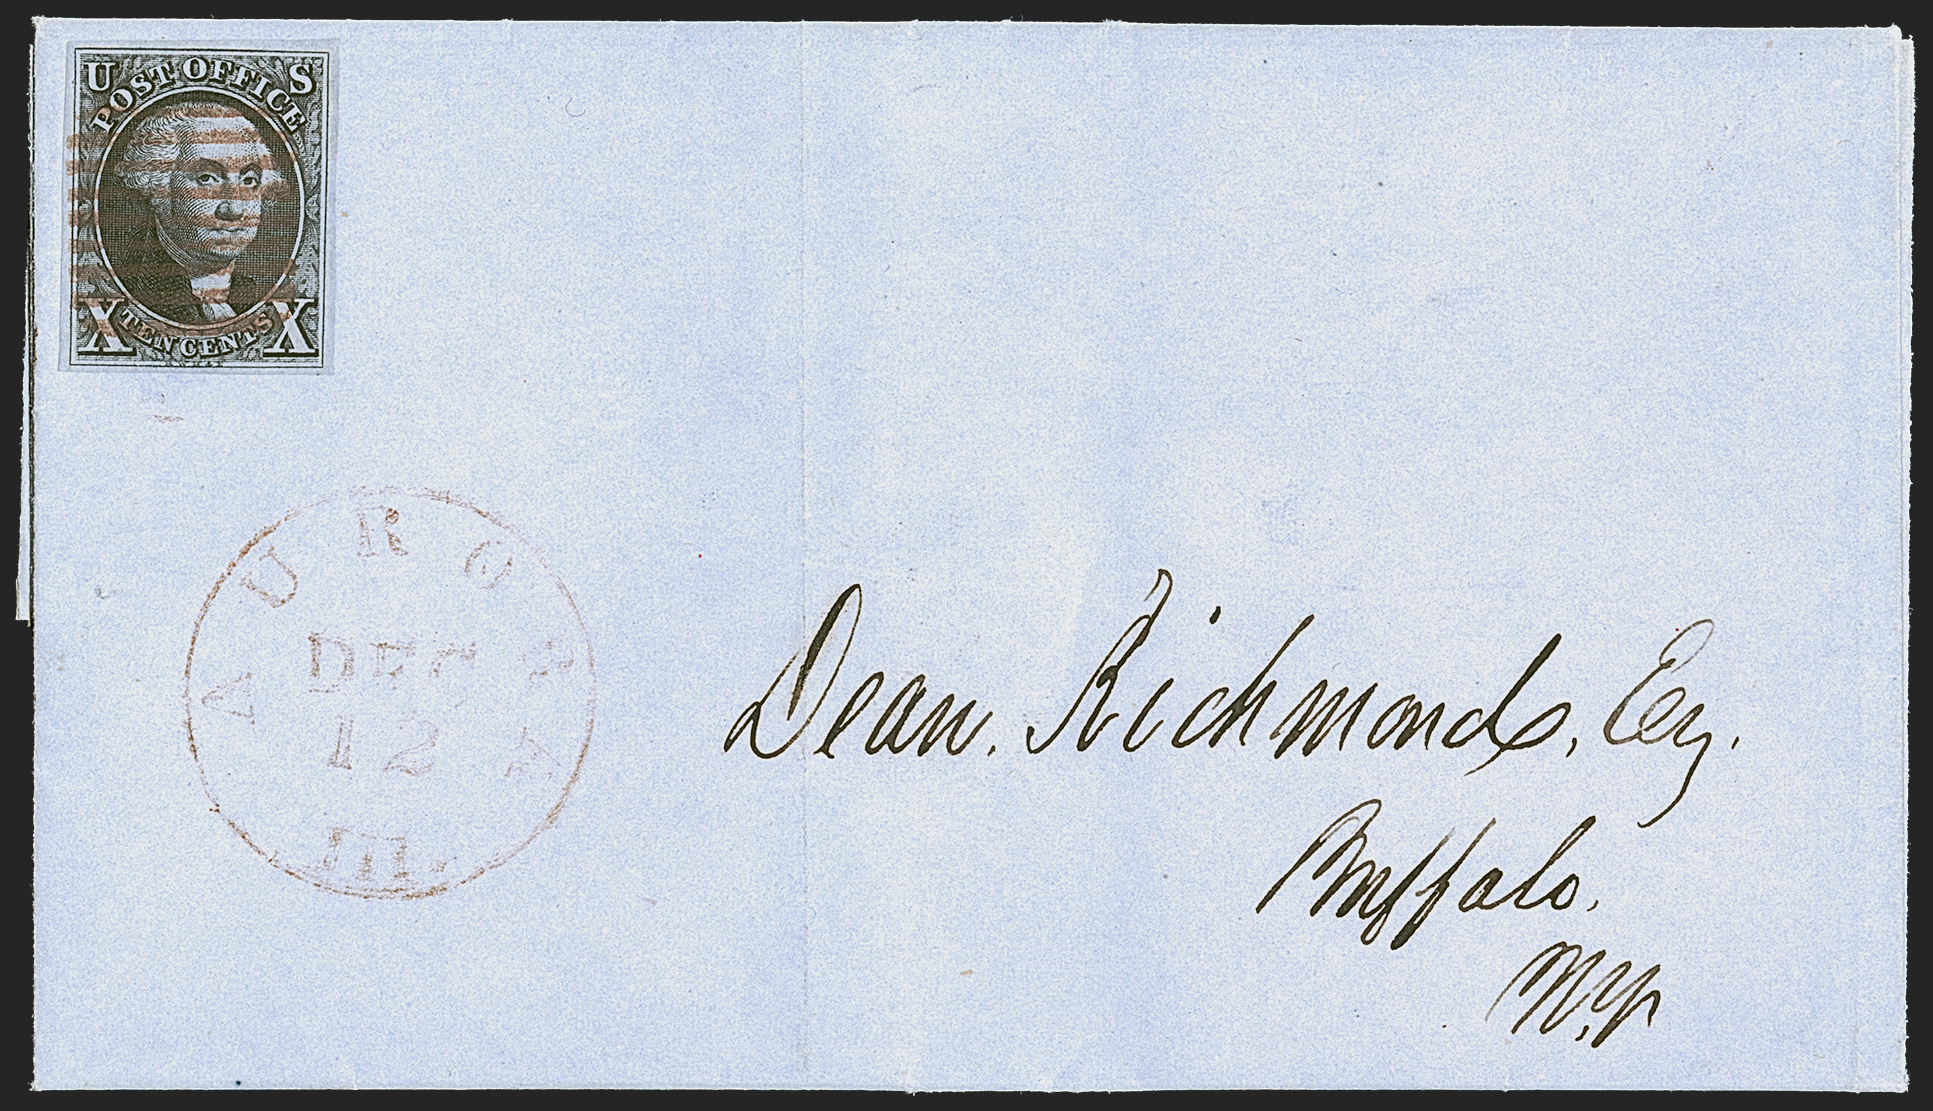 U S
POST OFFICE
X TEN CENTS X
AURORA
DEC
12
Ill.
Dean. Richmond, Esq.
Buffalo.
N.Y.